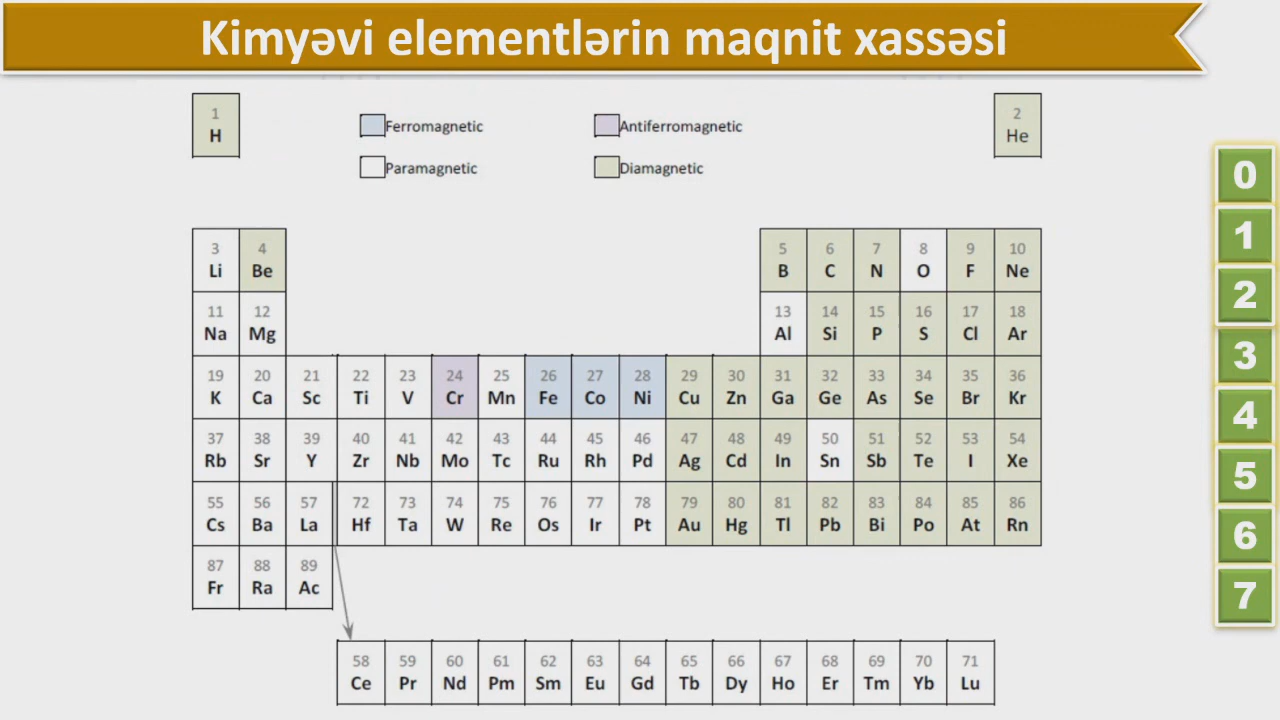 Kimyəvi elementlərin maqnit xassəsi
1 2
H He
Ferromagnetic Antiferromagnetic
Paramagnetic Diamagnetic
3 4 5 6 7 8 9 10
Li Be B C N O F Ne
11 12 13 14 15 16 17 18
Na Mg Al Si P S Cl Ar
19 20 21 22 23 24 25 26 27 28 29 30 31 32 33 34 35 36
K Ca Sc Ti V Cr Mn Fe Co Ni Cu Zn Ga Ge As Se Br Kr
37 38 39 40 41 42 43 44 45 46 47 48 49 50 51 52 53 54
Rb Sr Y Zr Nb Mo Tc Ru Rh Pd Ag Cd In Sn Sb Te I Xe
55 56 57 72 73 74 75 76 77 78 79 80 81 82 83 84 85 86
Cs Ba La Hf Ta W Re Os Ir Pt Au Hg Tl Pb Bi Po At Rn
87 88 89
Fr Ra Ac
58 59 60 61 62 63 64 65 66 67 68 69 70 71
Ce Pr Nd Pm Sm Eu Gd Tb Dy Ho Er Tm Yb Lu
0
1
2
3
4
5
6
7